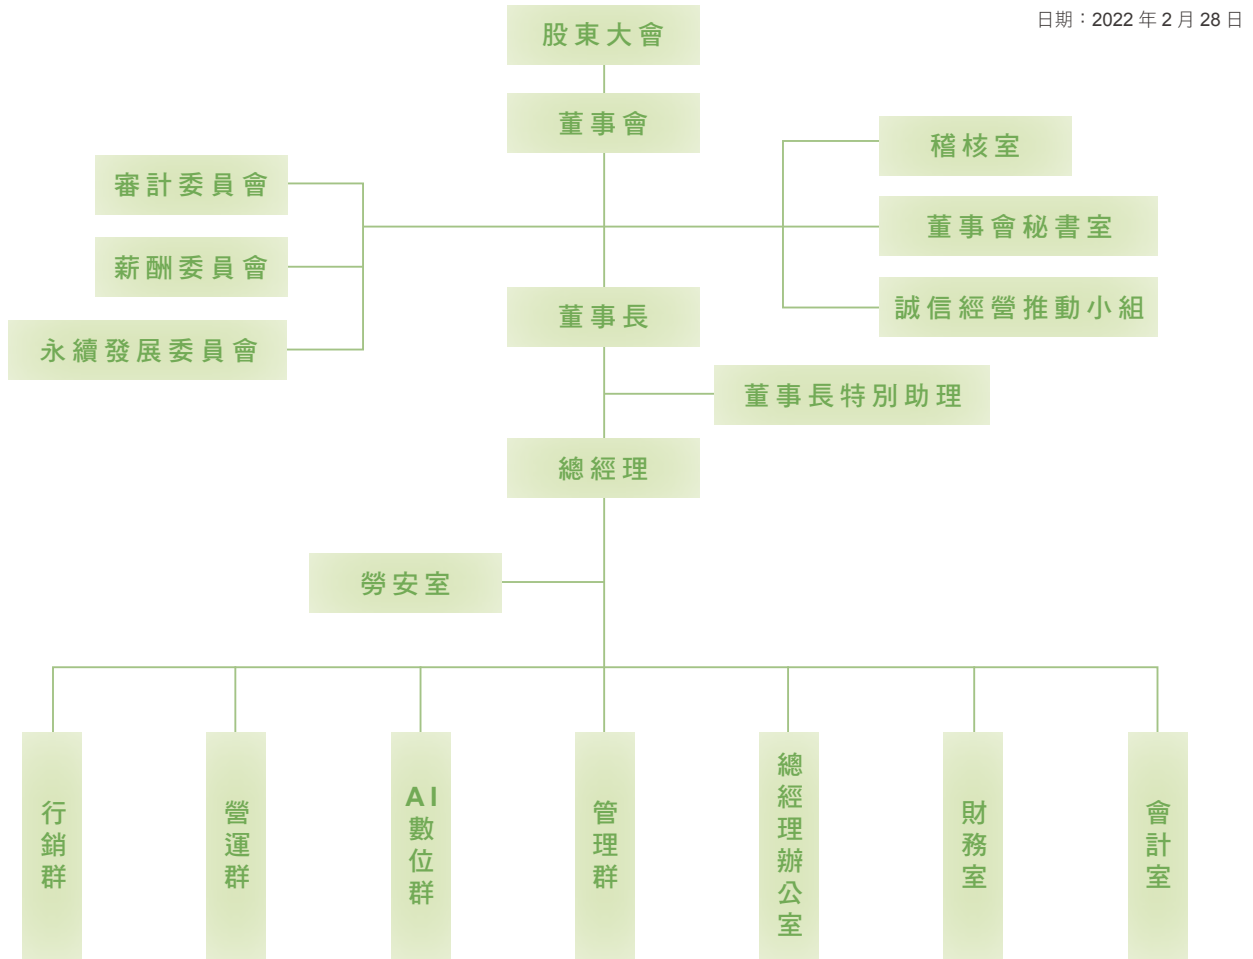 日期：2022 年 2 月 28 日
股東大會
董事會
稽核室
審計委員會
董事會秘書室
薪酬委員會
誠信經營推動小組
董事長
永續發展委員會
董事長特別助理
總經理
勞安室
行銷群
營運群
AI數位群
管理群
總經理辦公室
財務室
會計室